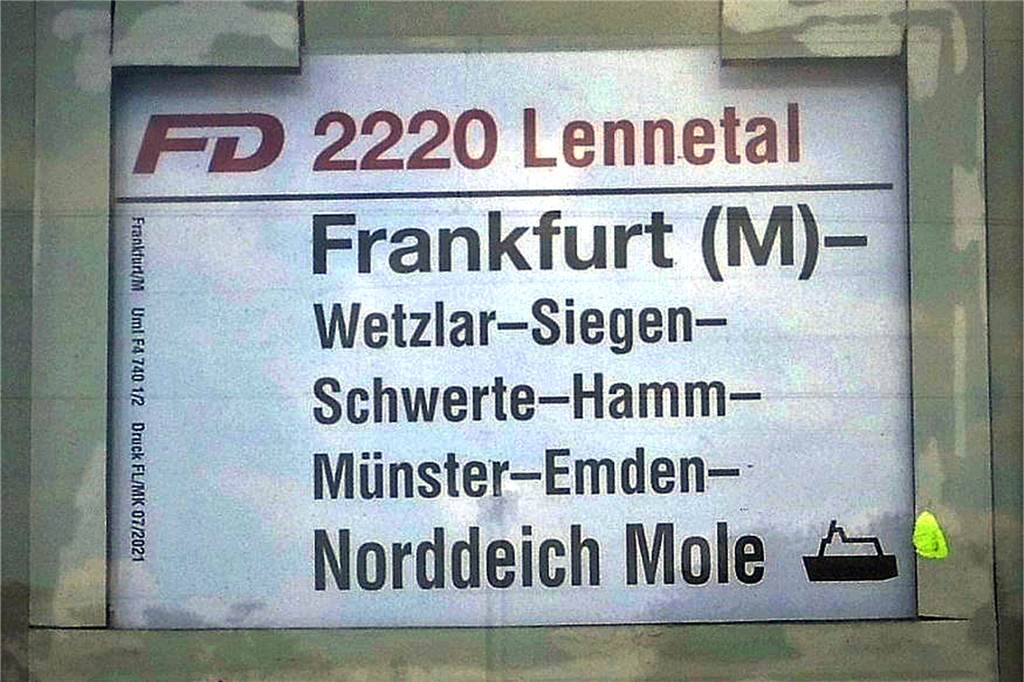 FD 2220 Lennetal
Frankfurt (M)–
Wetzlar–Siegen–
Schwerte–Hamm–
Münster–Emden–
Norddeich Mole
Frankfurt/M Uml F4 740 1/2 Druck FL/MK 07/2021